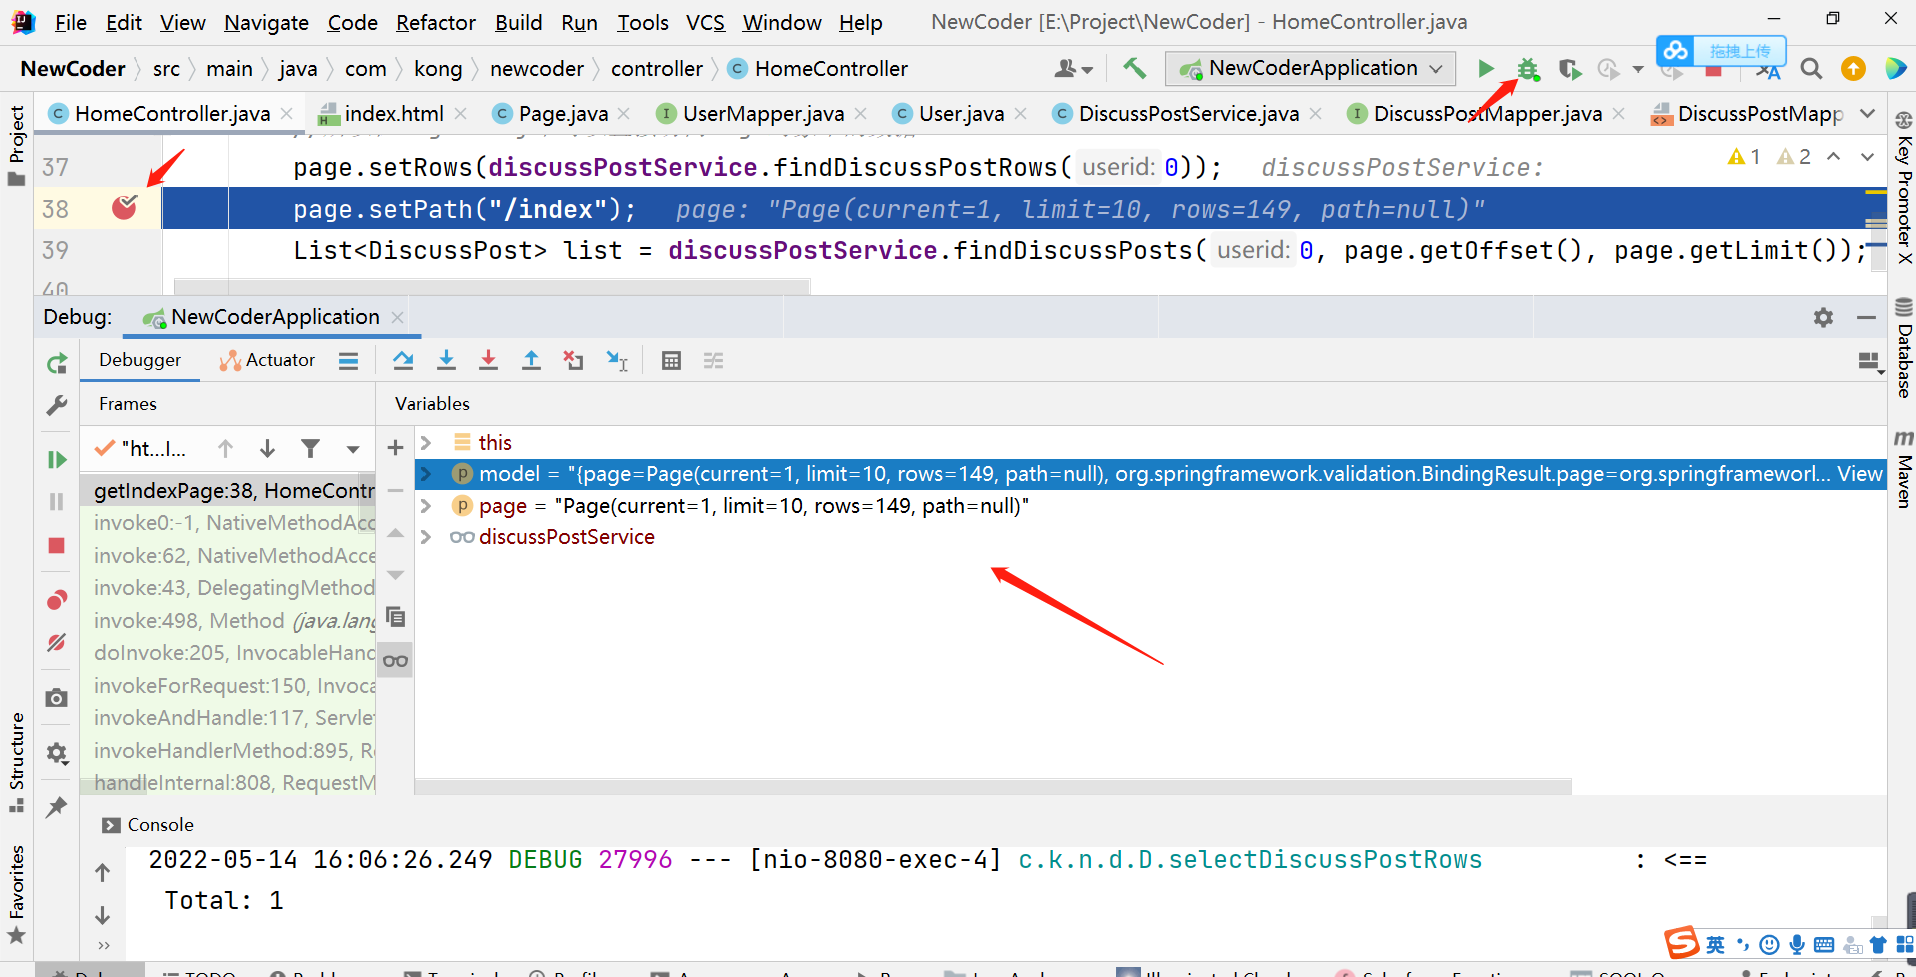 File Edit View Navigate Code Refactor Build Run Tools VCS Window Help NewCoder [E:\Project\NewCoder] - HomeController.java
NewCoder src main java com kong newcoder controller HomeController NewCoderApplication 拖拽上传
Project
HomeController.java index.html Page.java UserMapper.java User.java DiscussPostService.java DiscussPostMapper.java DiscussPostMapp
37 page.setRows(discussPostService.findDiscussPostRows( userid: 0)); discussPostService:
1 2
38 page.setPath("/index"); page: "Page(current=1, limit=10, rows=149, path=null)"
39 List<DiscussPost> list = discussPostService.findDiscussPosts( userid: 0, page.getOffset(), page.getLimit());
40
Key Promoter X
Database
Maven
Debug: NewCoderApplication
Debugger Actuator
Frames Variables
"ht...I...
this
model = "{page=Page(current=1, limit=10, rows=149, path=null), org.springframework.validation.BindingResult.page=org.springframeworl... View
page = "Page(current=1, limit=10, rows=149, path=null)"
discussPostService
getIndexPage:38, HomeContr
invoke0:-1, NativeMethodAcc
invoke:62, NativeMethodAcce
invoke:43, DelegatingMethod
invoke:498, Method (java.lang
doInvoke:205, InvocableHand
invokeForRequest:150, Invoca
invokeAndHandle:117, Servle
invokeHandlerMethod:895, Re
handleInternal:808, RequestM
Structure
Favorites
Console
2022-05-14 16:06:26.249 DEBUG 27996 --- [nio-8080-exec-4] c.k.n.d.D.selectDiscussPostRows : <==
Total: 1
英